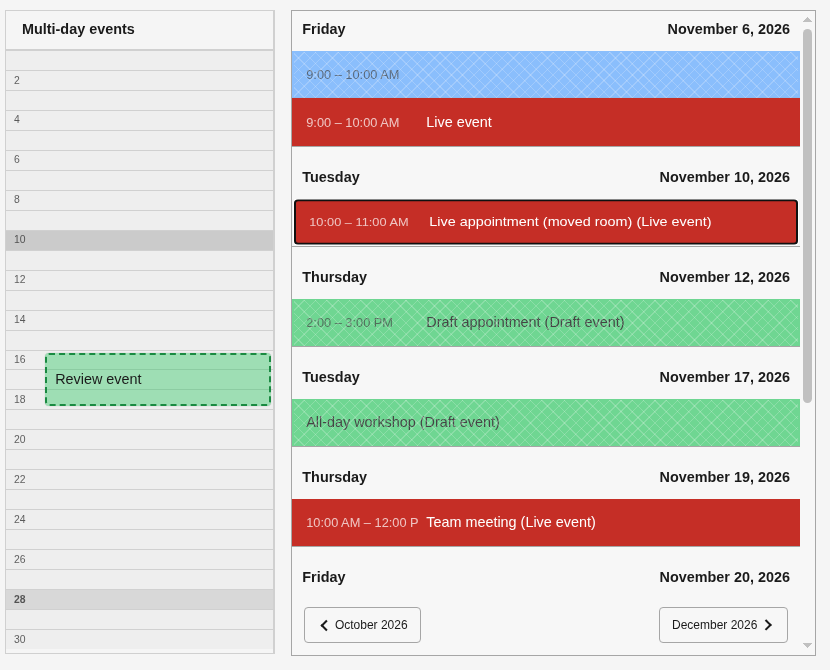 Multi-day events
2
4
6
8
10
12
14
16
Review event
18
20
22
24
26
28
30
Friday November 6, 2026
9:00 – 10:00 AM
9:00 – 10:00 AM Live event
Tuesday November 10, 2026
10:00 – 11:00 AM Live appointment (moved room) (Live event)
Thursday November 12, 2026
2:00 – 3:00 PM Draft appointment (Draft event)
Tuesday November 17, 2026
All-day workshop (Draft event)
Thursday November 19, 2026
10:00 AM – 12:00 P Team meeting (Live event)
Friday November 20, 2026
October 2026 December 2026